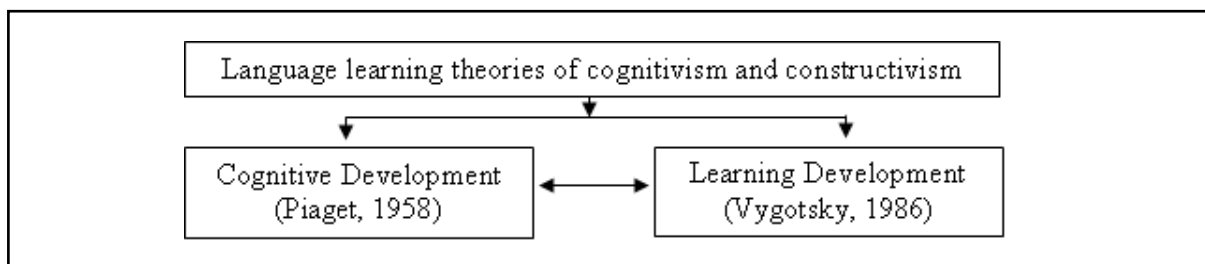 Language learning theories of cognitivism and constructivism
Cognitive Development
(Piaget, 1958)
Learning Development
(Vygotsky, 1986)